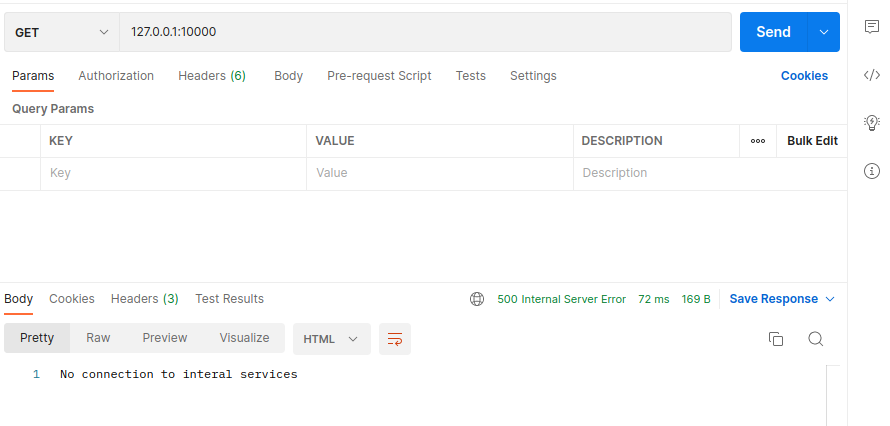 GET 127.0.0.1:10000 Send
Params Authorization Headers (6) Body Pre-request Script Tests Settings Cookies
Query Params
KEY VALUE DESCRIPTION ooo Bulk Edit
Key Value Description
Body Cookies Headers (3) Test Results 500 Internal Server Error 72 ms 169 B Save Response
Pretty Raw Preview Visualize HTML
1 No connection to interal services